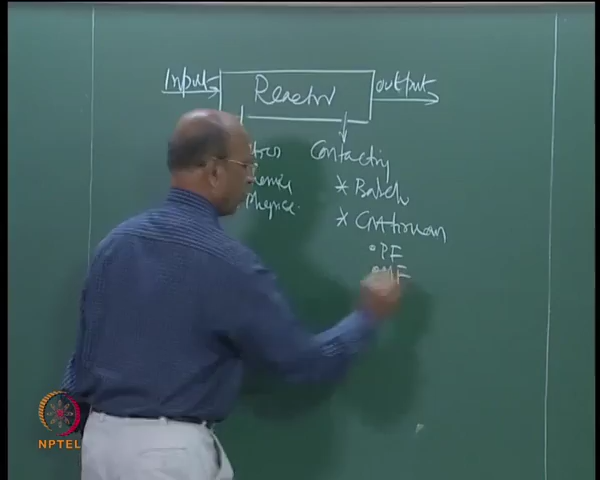 Input Reactor output
Contacting
* Batch
* Continuous
• PF
• MF
NPTEL